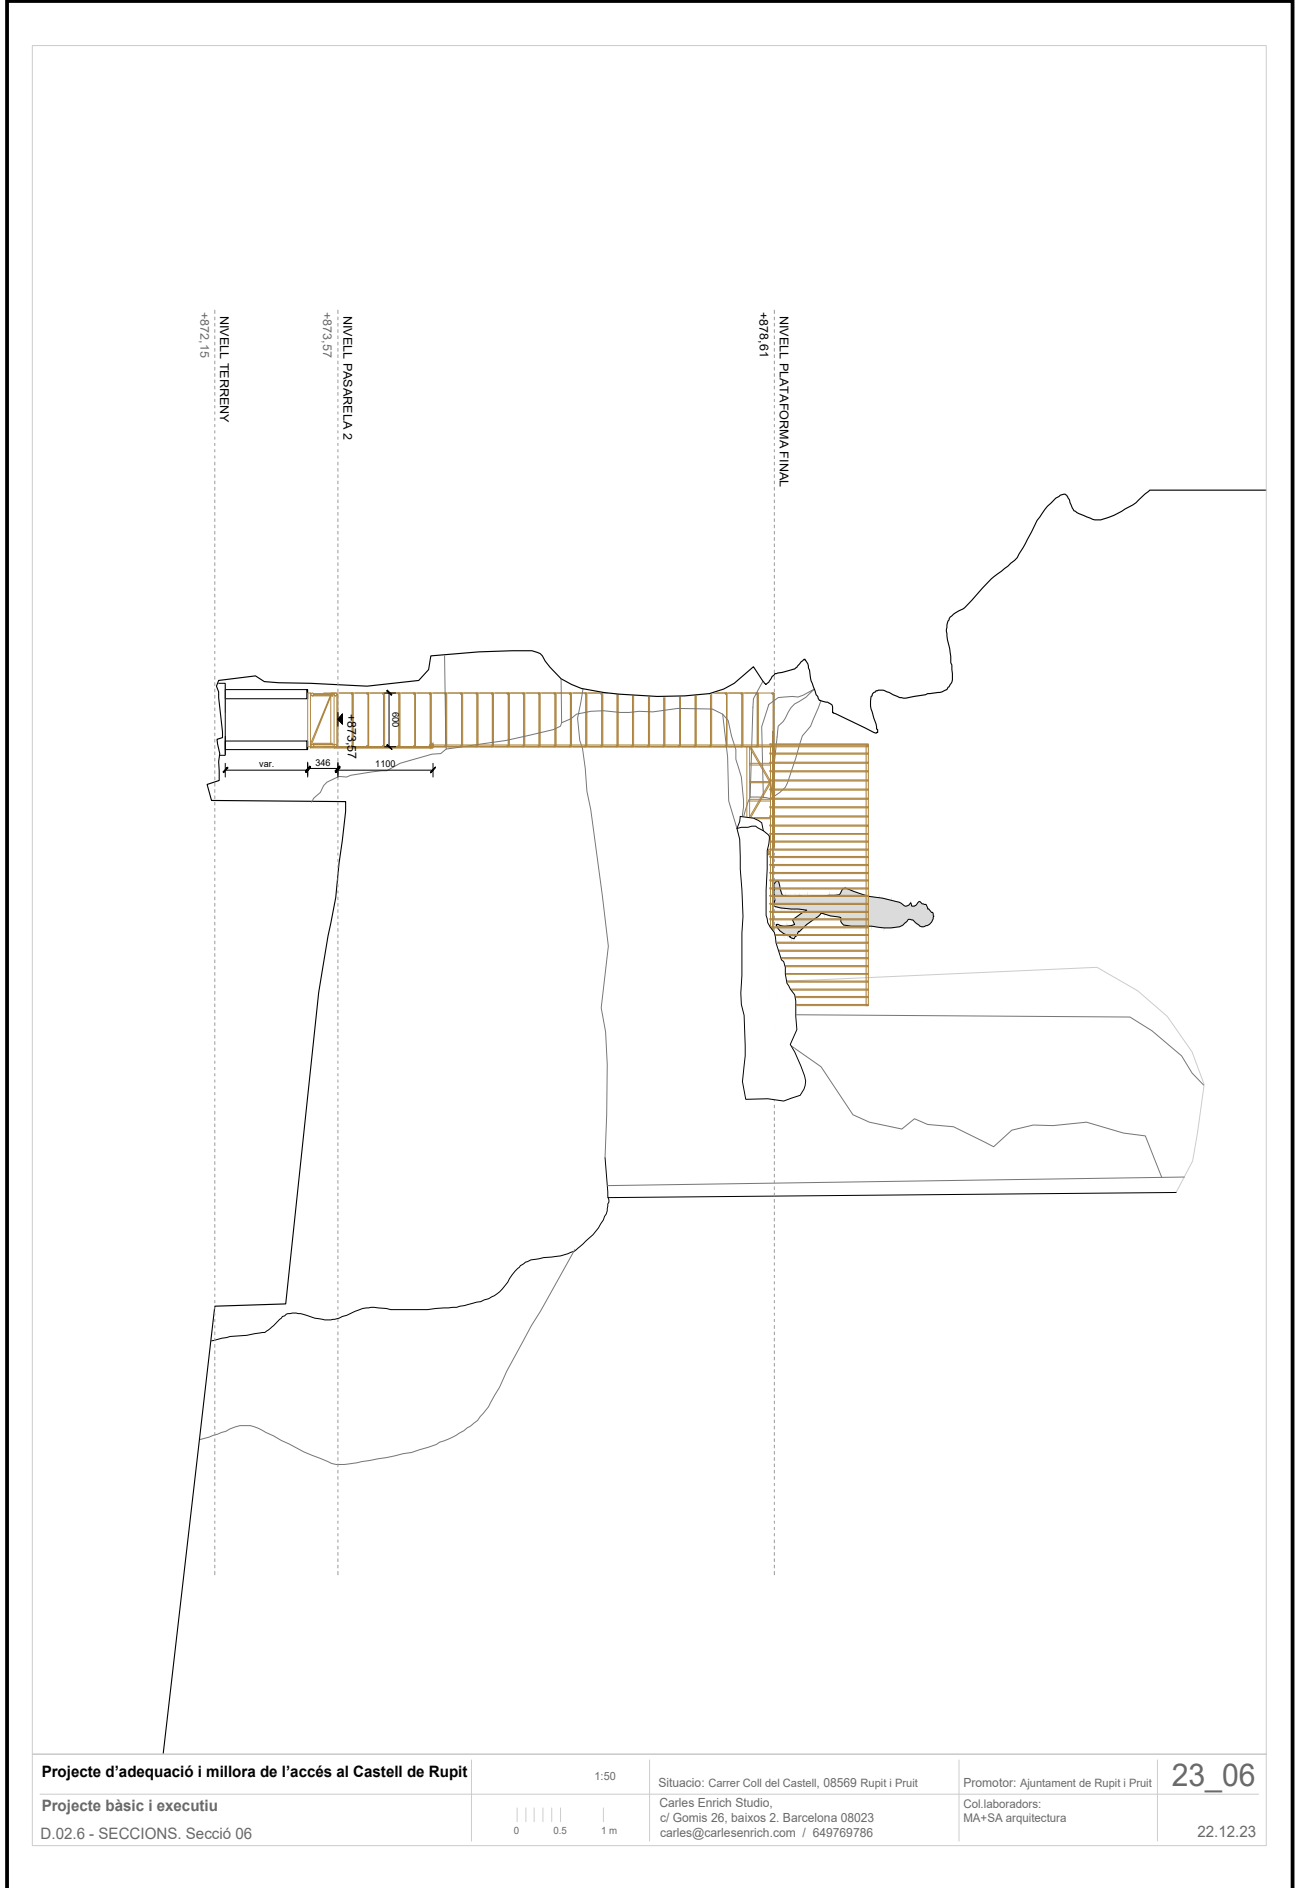 NIVELL TERRENY
+872,15
NIVELL PASARELA 2
+873,57
NIVELL PLATAFORMA FINAL
+878,61
600
+873,57
var.
346
1100
Projecte d'adequació i millora de l'accés al Castell de Rupit
Projecte bàsic i executiu
D.02.6 - SECCIONS. Secció 06
1:50
0 0.5 1 m
Situacio: Carrer Coll del Castell, 08569 Rupit i Pruit
Carles Enrich Studio,
c/ Gomis 26, baixos 2. Barcelona 08023
carles@carlesenrich.com / 649769786
Promotor: Ajuntament de Rupit i Pruit
Col.laboradors:
MA+SA arquitectura
23_06
22.12.23